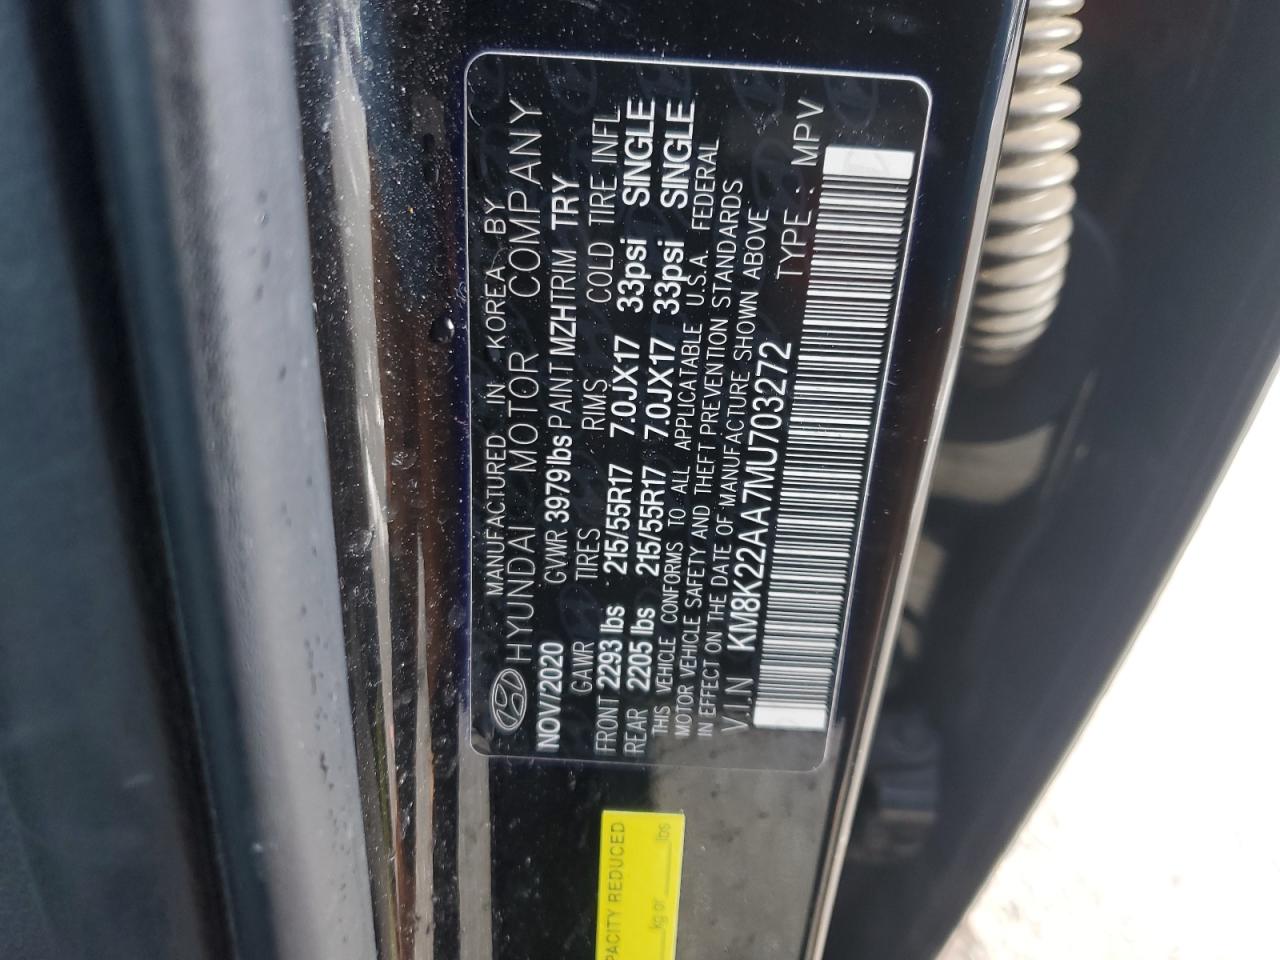 MANUFACTURED IN KOREA BY
HYUNDAI MOTOR COMPANY
NOV/2020 GVWR 3979lbs PAINT MZHTRIM TRY
GAWR TIRES RIMS COLD TIRE INFL
FRONT 2293 lbs 215/55R17 7.0JX17 33psi SINGLE
REAR 2205 lbs 215/55R17 7.0JX17 33psi SINGLE
THIS VEHICLE CONFORMS TO ALL APPLICATABLE U.S.A. FEDERAL
MOTOR VEHICLE SAFETY AND THEFT PREVENTION STANDARDS
IN EFFECT ON THE DATE OF MANUFACTURE SHOWN ABOVE
V.I.N KM8K22AA7MU703272 TYPE : MPV
PACITY REDUCED
kg or lbs